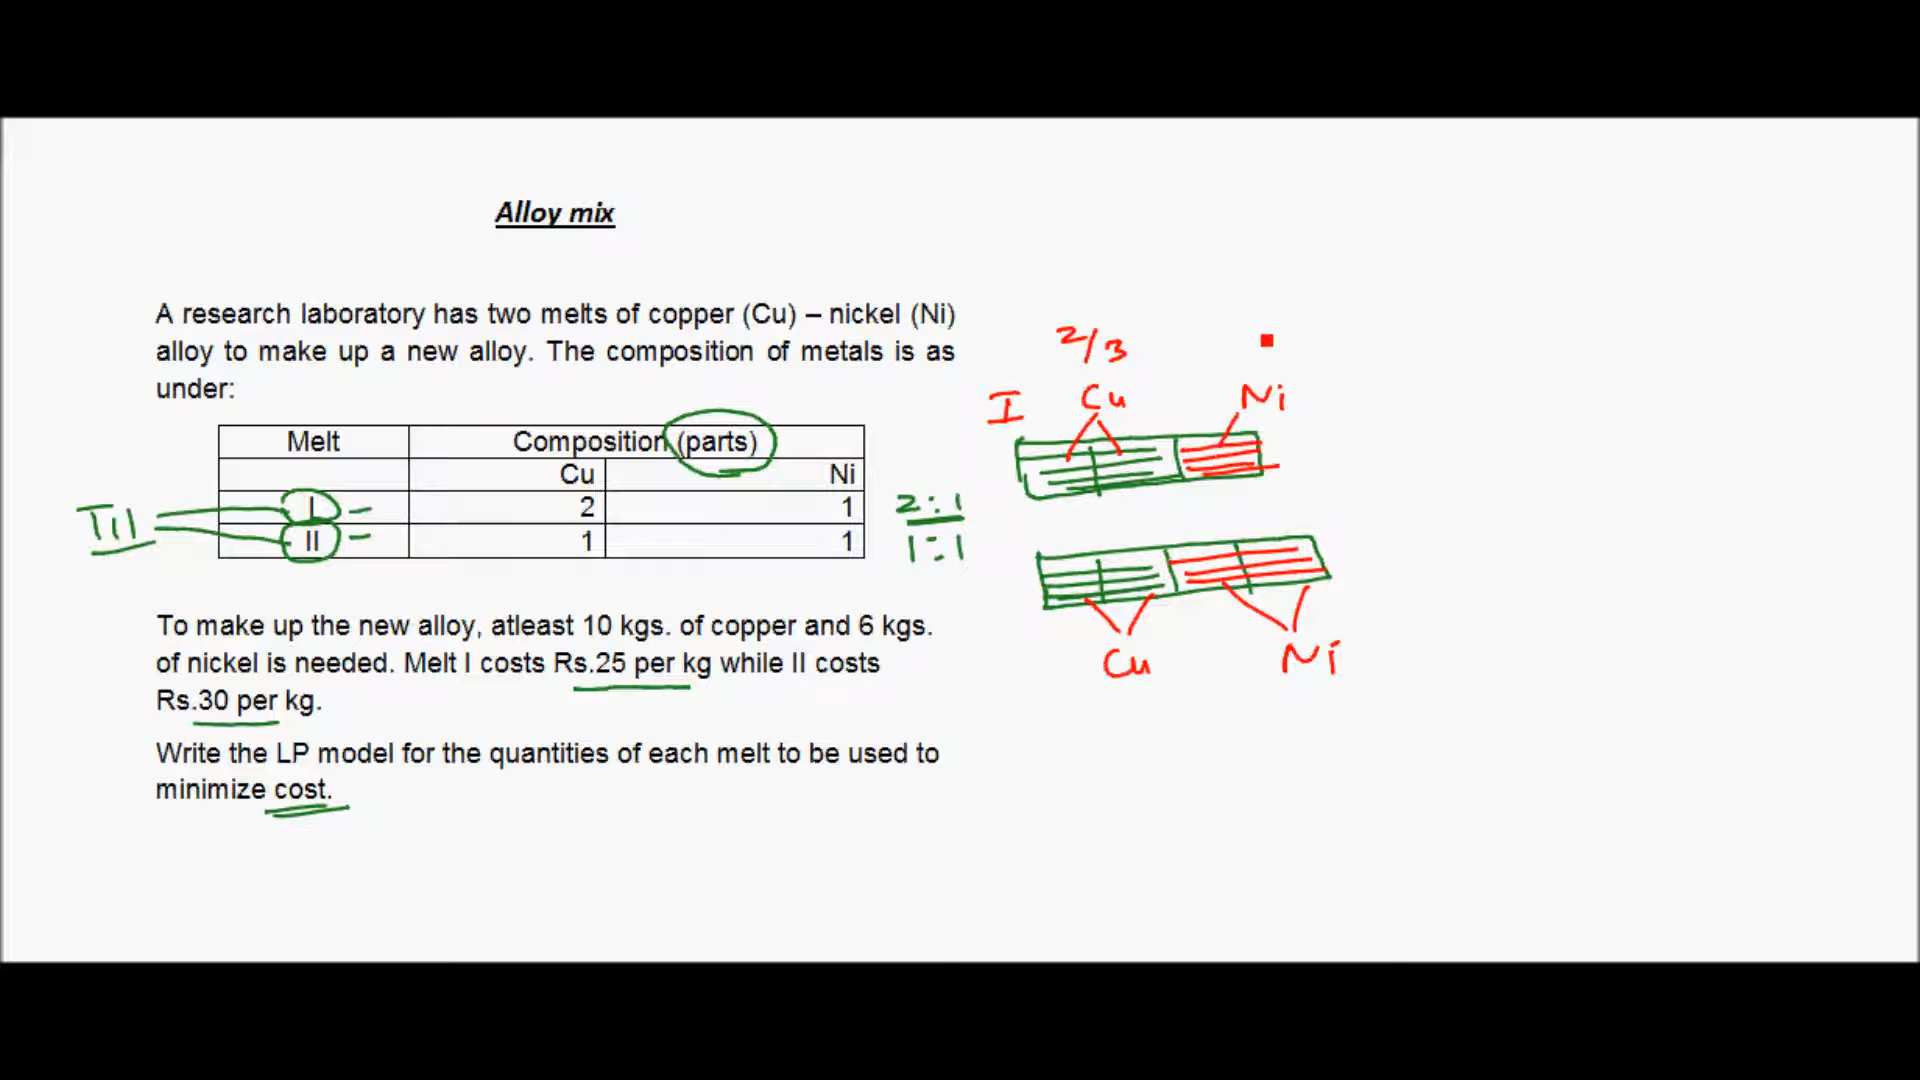 Alloy mix
A research laboratory has two melts of copper (Cu) – nickel (Ni)
alloy to make up a new alloy. The composition of metals is as
under:
Melt Composition (parts)
Cu Ni
I 2 1
II 1 1
2 : 1
1 : 1
To make up the new alloy, atleast 10 kgs. of copper and 6 kgs.
of nickel is needed. Melt I costs Rs.25 per kg while II costs
Rs.30 per kg.
Write the LP model for the quantities of each melt to be used to
minimize cost.
2/3
I Cu Ni
Cu Ni